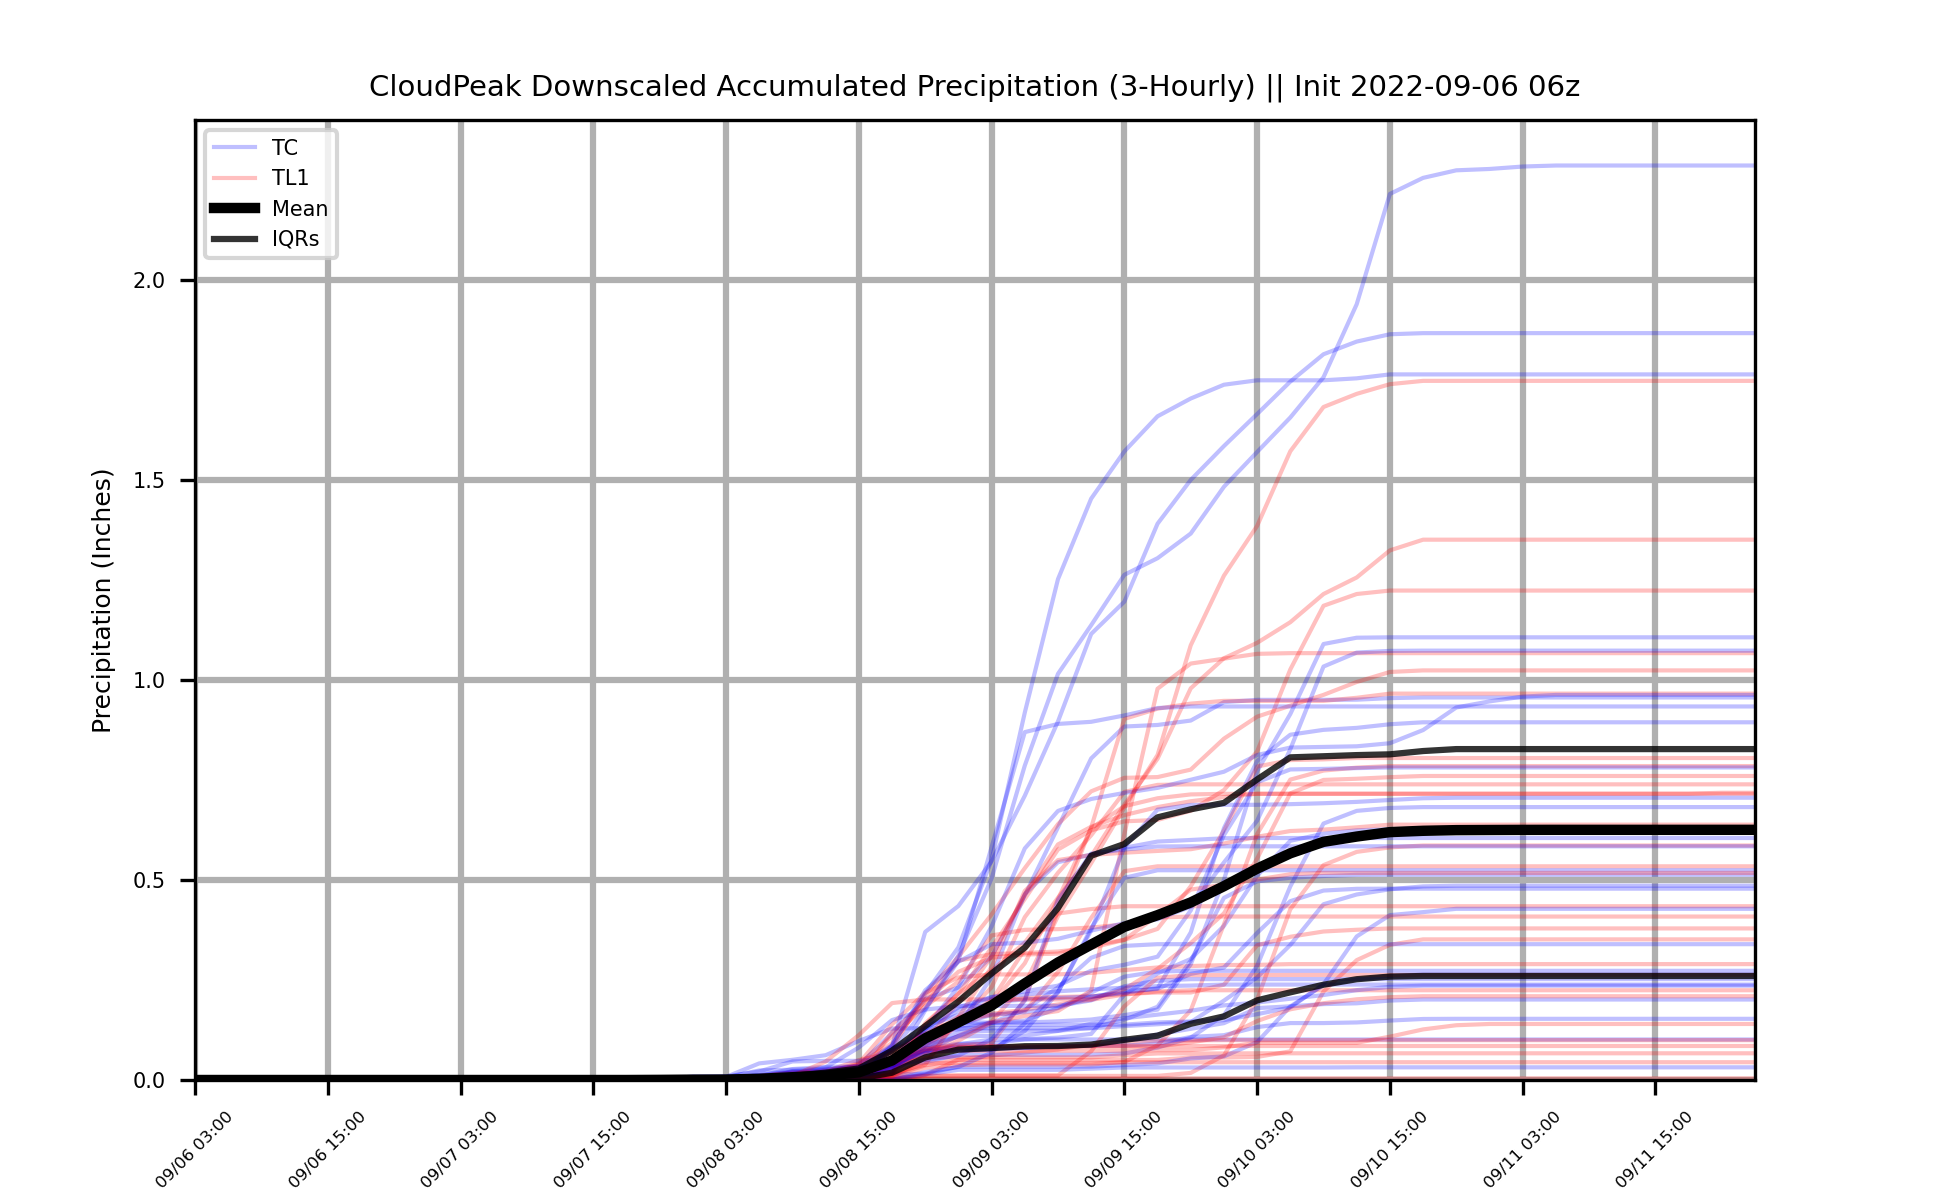 CloudPeak Downscaled Accumulated Precipitation (3-Hourly) || Init 2022-09-06 06z
TC
TL1
Mean
IQRs
Precipitation (Inches)
2.0
1.5
1.0
0.5
0.0
09/06 03:00
09/06 15:00
09/07 03:00
09/07 15:00
09/08 03:00
09/08 15:00
09/09 03:00
09/09 15:00
09/10 03:00
09/10 15:00
09/11 03:00
09/11 15:00